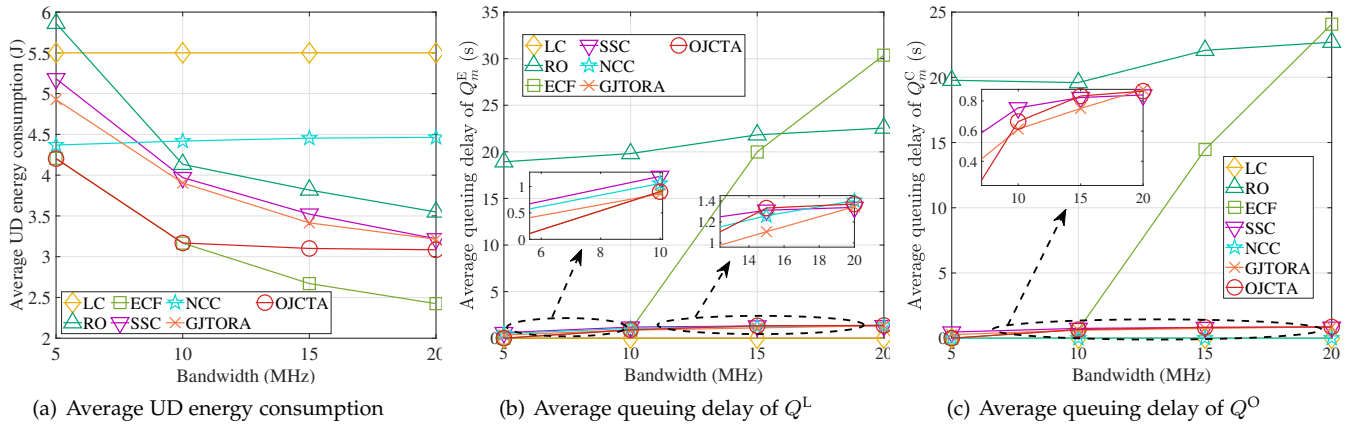 Average UD energy consumption (J)
6
5.5
5
4.5
4
3.5
3
2.5
2
LC ECF NCC OJCTA
RO SSC GJTORA
5 10 15 20
Bandwidth (MHz)
(a) Average UD energy consumption
Average queuing delay of Q_m^E (s)
35
30
25
20
15
10
5
0
LC SSC OJCTA
RO NCC
ECF GJTORA
1
0.5
0
6 8 10
1.4
1.2
1
14 16 18 20
5 10 15 20
Bandwidth (MHz)
(b) Average queuing delay of Q^L
Average queuing delay of Q_m^C (s)
25
20
15
10
5
0
0.8
0.6
0.4
10 15 20
LC
RO
ECF
SSC
NCC
GJTORA
OJCTA
5 10 15 20
Bandwidth (MHz)
(c) Average queuing delay of Q^O